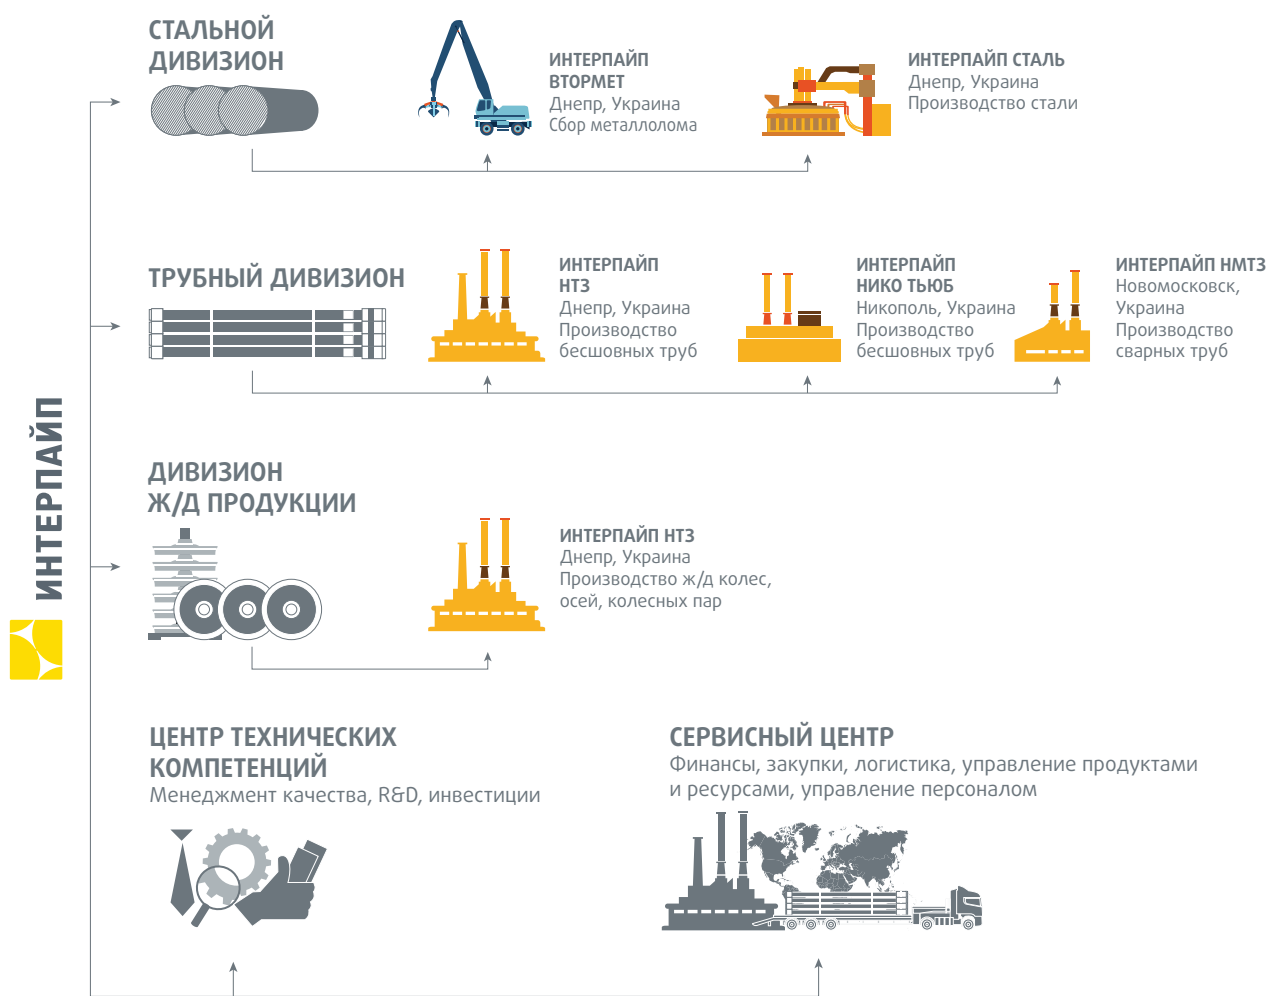 СТАЛЬНОЙ
ДИВИЗИОН
ИНТЕРПАЙП
ВТОРМЕТ
Днепр, Украина
Сбор металлолома
ИНТЕРПАЙП СТАЛЬ
Днепр, Украина
Производство стали
ТРУБНЫЙ ДИВИЗИОН
ИНТЕРПАЙП
НТЗ
Днепр, Украина
Производство
бесшовных труб
ИНТЕРПАЙП
НИКО ТЬЮБ
Никополь, Украина
Производство
бесшовных труб
ИНТЕРПАЙП НМТЗ
Новомосковск,
Украина
Производство
сварных труб
ИНТЕРПАЙП
ДИВИЗИОН
Ж/Д ПРОДУКЦИИ
ИНТЕРПАЙП НТЗ
Днепр, Украина
Производство ж/д колес,
осей, колесных пар
ЦЕНТР ТЕХНИЧЕСКИХ
КОМПЕТЕНЦИЙ
Менеджмент качества, R&D, инвестиции
СЕРВИСНЫЙ ЦЕНТР
Финансы, закупки, логистика, управление продуктами
и ресурсами, управление персоналом